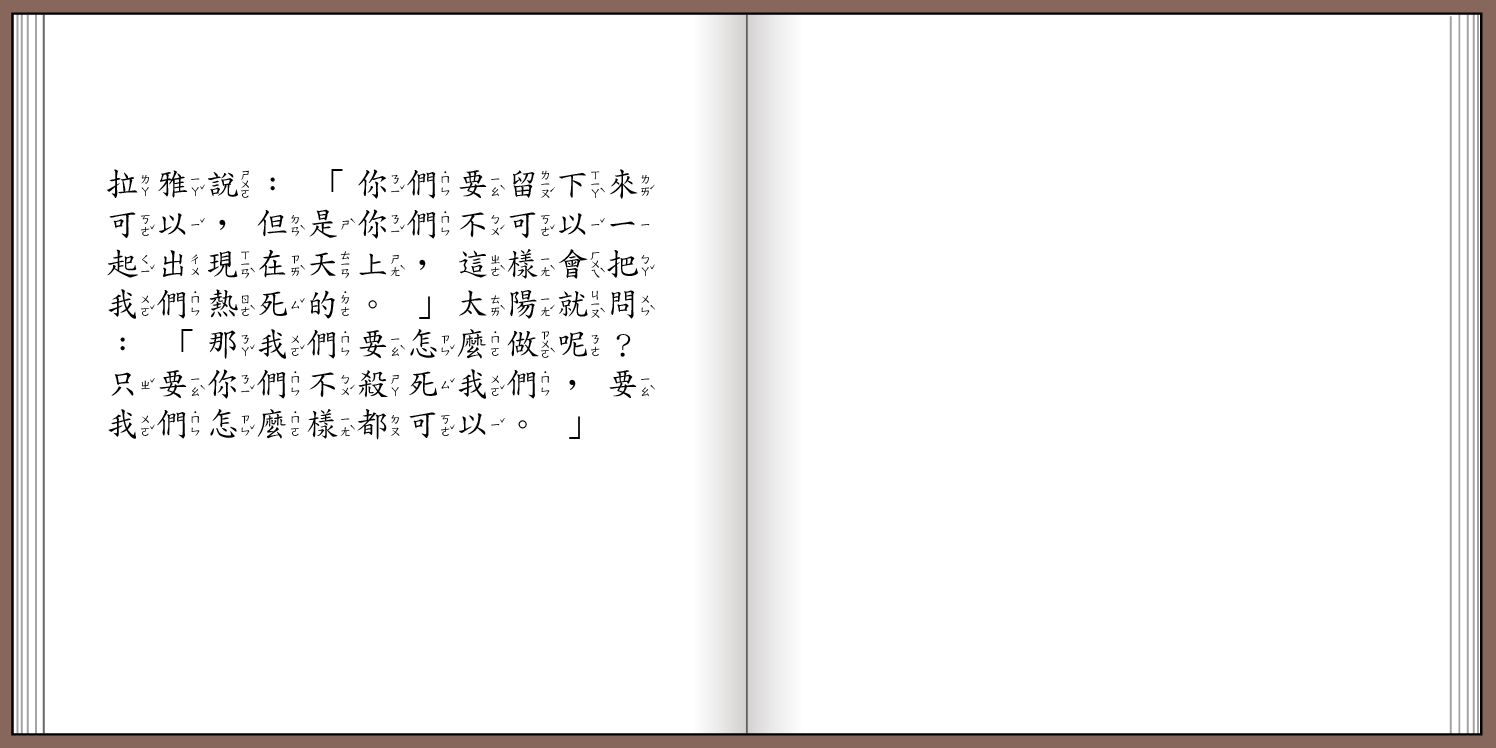 拉雅說：「你們要留下來
可以，但是你們不可以一
起出現在天上，這樣會把
我們熱死的。」太陽就問
：「那我們要怎麼做呢？
只要你們不殺死我們，要
我們怎麼樣都可以。」